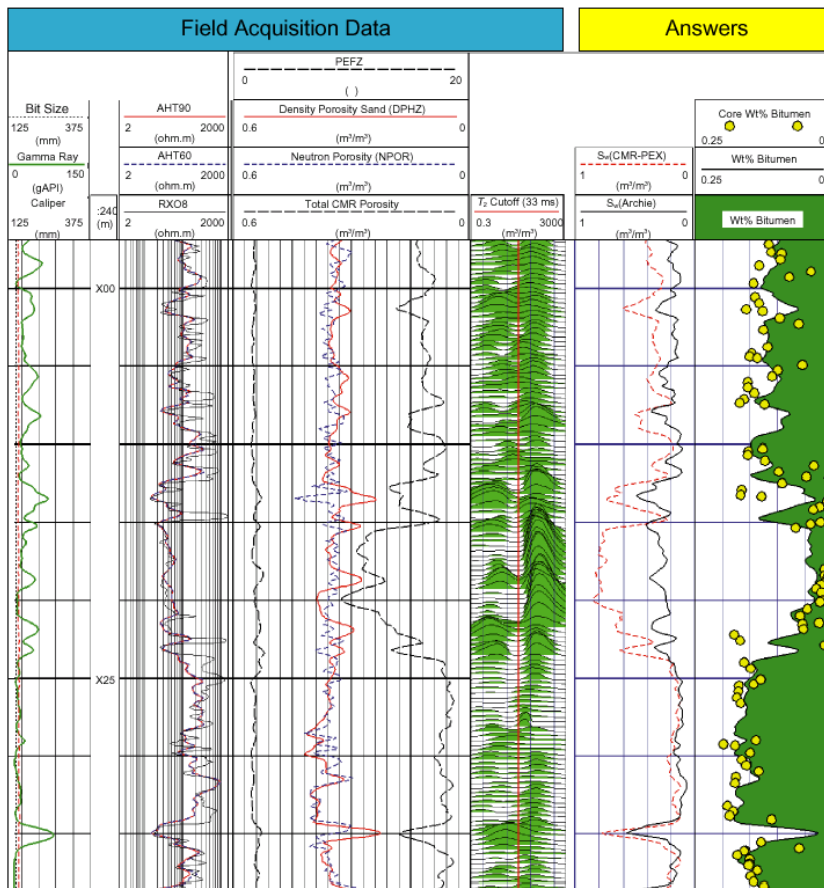 Field Acquisition Data
Answers
PEFZ
0 20
( )
Bit Size
125 375
(mm)
AHT90
2 2000
(ohm.m)
Density Porosity Sand (DPHZ)
0.6 0
(m³/m³)
Core Wt% Bitumen
0.25 0
Gamma Ray
0 150
(gAPI)
AHT60
2 2000
(ohm.m)
Neutron Porosity (NPOR)
0.6 0
(m³/m³)
Sw(CMR-PEX)
1 0
(m³/m³)
Wt% Bitumen
0.25 0
Caliper
125 375
(mm)
:240
(m)
RXO8
2 2000
(ohm.m)
Total CMR Porosity
0.6 0
(m³/m³)
T2 Cutoff (33 ms)
0.3 3000
(m³/m³)
Sw(Archie)
1 0
(m³/m³)
Wt% Bitumen
X00
X25